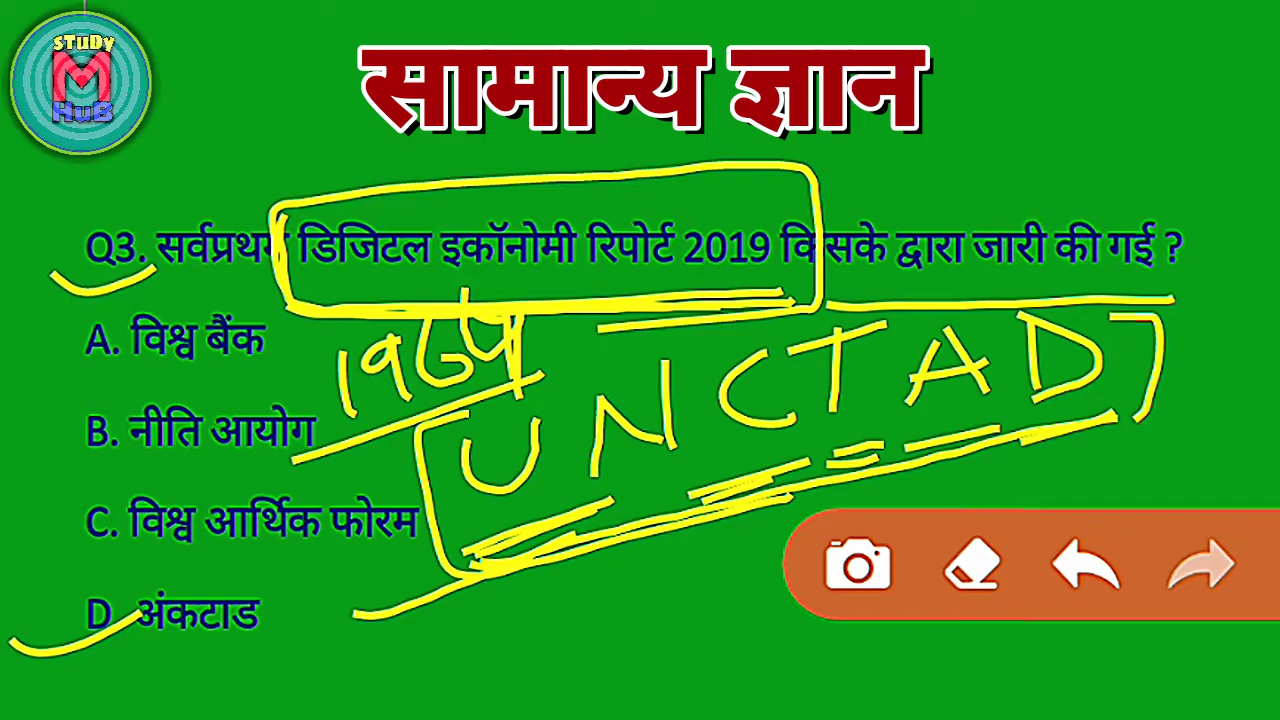 STUDY
M
HUB
सामान्य ज्ञान
Q3. सर्वप्रथम डिजिटल इकॉनोमी रिपोर्ट 2019 किसके द्वारा जारी की गई ?
A. विश्व बैंक
1964
UNCTAD
B. नीति आयोग
C. विश्व आर्थिक फोरम
D. अंकटाड